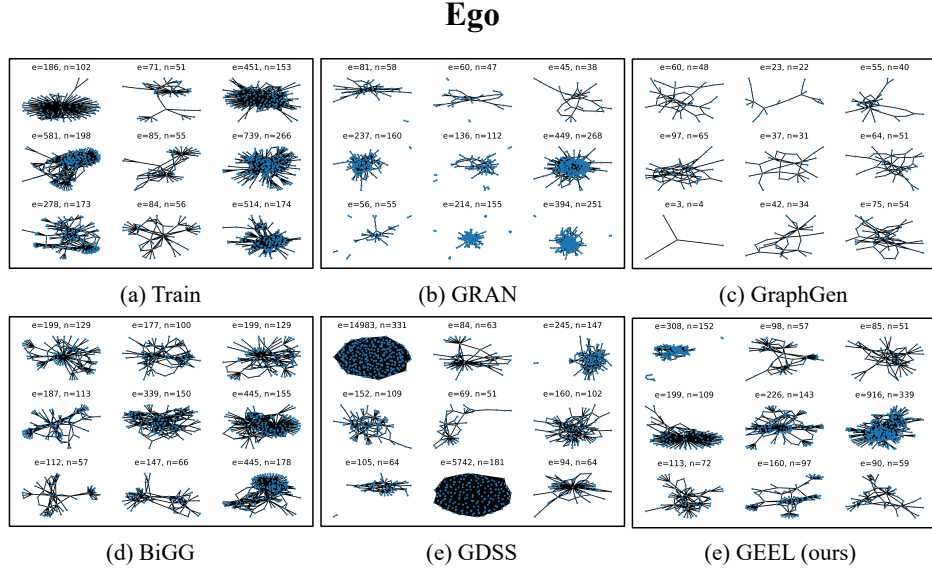 Ego
e=186, n=102 e=71, n=51 e=451, n=153
e=581, n=198 e=85, n=55 e=739, n=266
e=278, n=173 e=84, n=56 e=514, n=174
(a) Train
e=81, n=58 e=60, n=47 e=45, n=38
e=237, n=160 e=136, n=112 e=449, n=268
e=56, n=55 e=214, n=155 e=394, n=251
(b) GRAN
e=60, n=48 e=23, n=22 e=55, n=40
e=97, n=65 e=37, n=31 e=64, n=51
e=3, n=4 e=42, n=34 e=75, n=54
(c) GraphGen
e=199, n=129 e=177, n=100 e=199, n=129
e=187, n=113 e=339, n=150 e=445, n=155
e=112, n=57 e=147, n=66 e=445, n=178
(d) BiGG
e=14983, n=331 e=84, n=63 e=245, n=147
e=152, n=109 e=69, n=51 e=160, n=102
e=105, n=64 e=5742, n=181 e=94, n=64
(e) GDSS
e=308, n=152 e=98, n=57 e=85, n=51
e=199, n=109 e=226, n=143 e=916, n=339
e=113, n=72 e=160, n=97 e=90, n=59
(e) GEEL (ours)